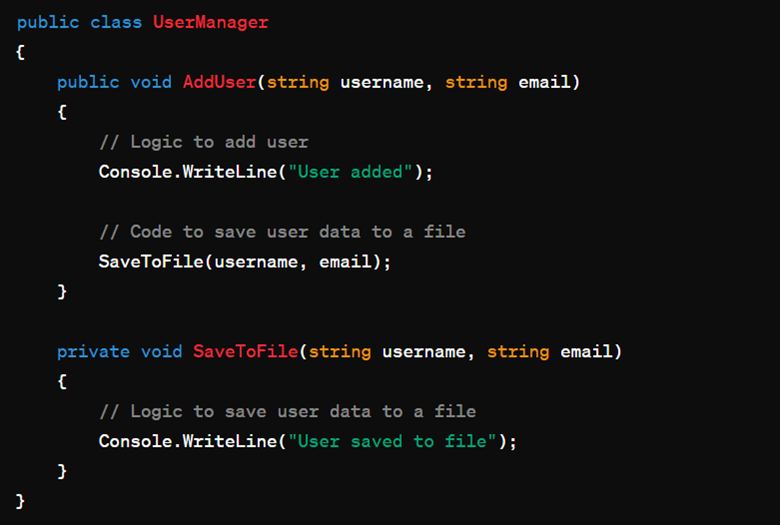 public class UserManager
{
    public void AddUser(string username, string email)
    {
        // Logic to add user
        Console.WriteLine("User added");

        // Code to save user data to a file
        SaveToFile(username, email);
    }

    private void SaveToFile(string username, string email)
    {
        // Logic to save user data to a file
        Console.WriteLine("User saved to file");
    }
}